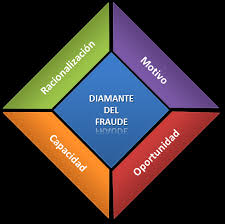 Racionalización
Motivo
DIAMANTE
DEL
FRAUDE
Capacidad
Oportunidad